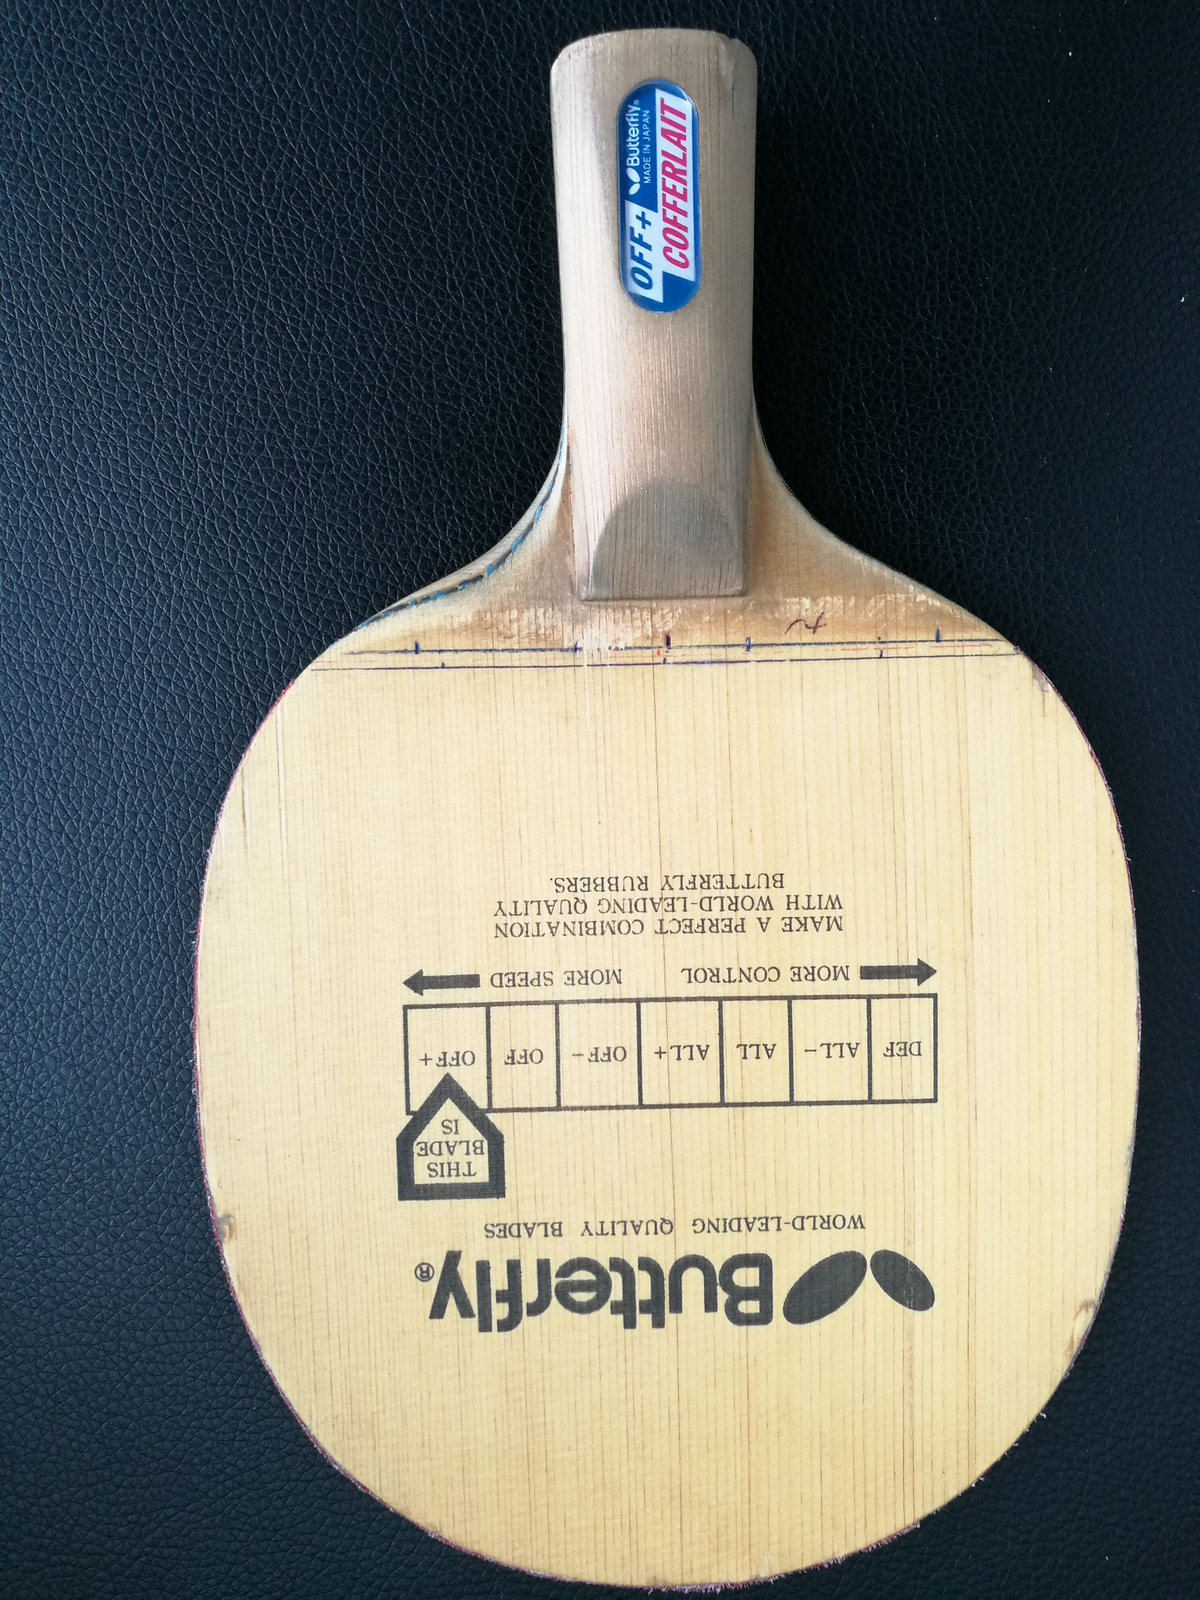 Butterfly®
MADE IN JAPAN
OFF+
COFFERLAIT
Butterfly®
WORLD-LEADING QUALITY BLADES
THIS
BLADE
IS
DEF ALL- ALL ALL+ OFF- OFF OFF+
MORE CONTROL MORE SPEED
MAKE A PERFECT COMBINATION
WITH WORLD-LEADING QUALITY
BUTTERFLY RUBBERS.